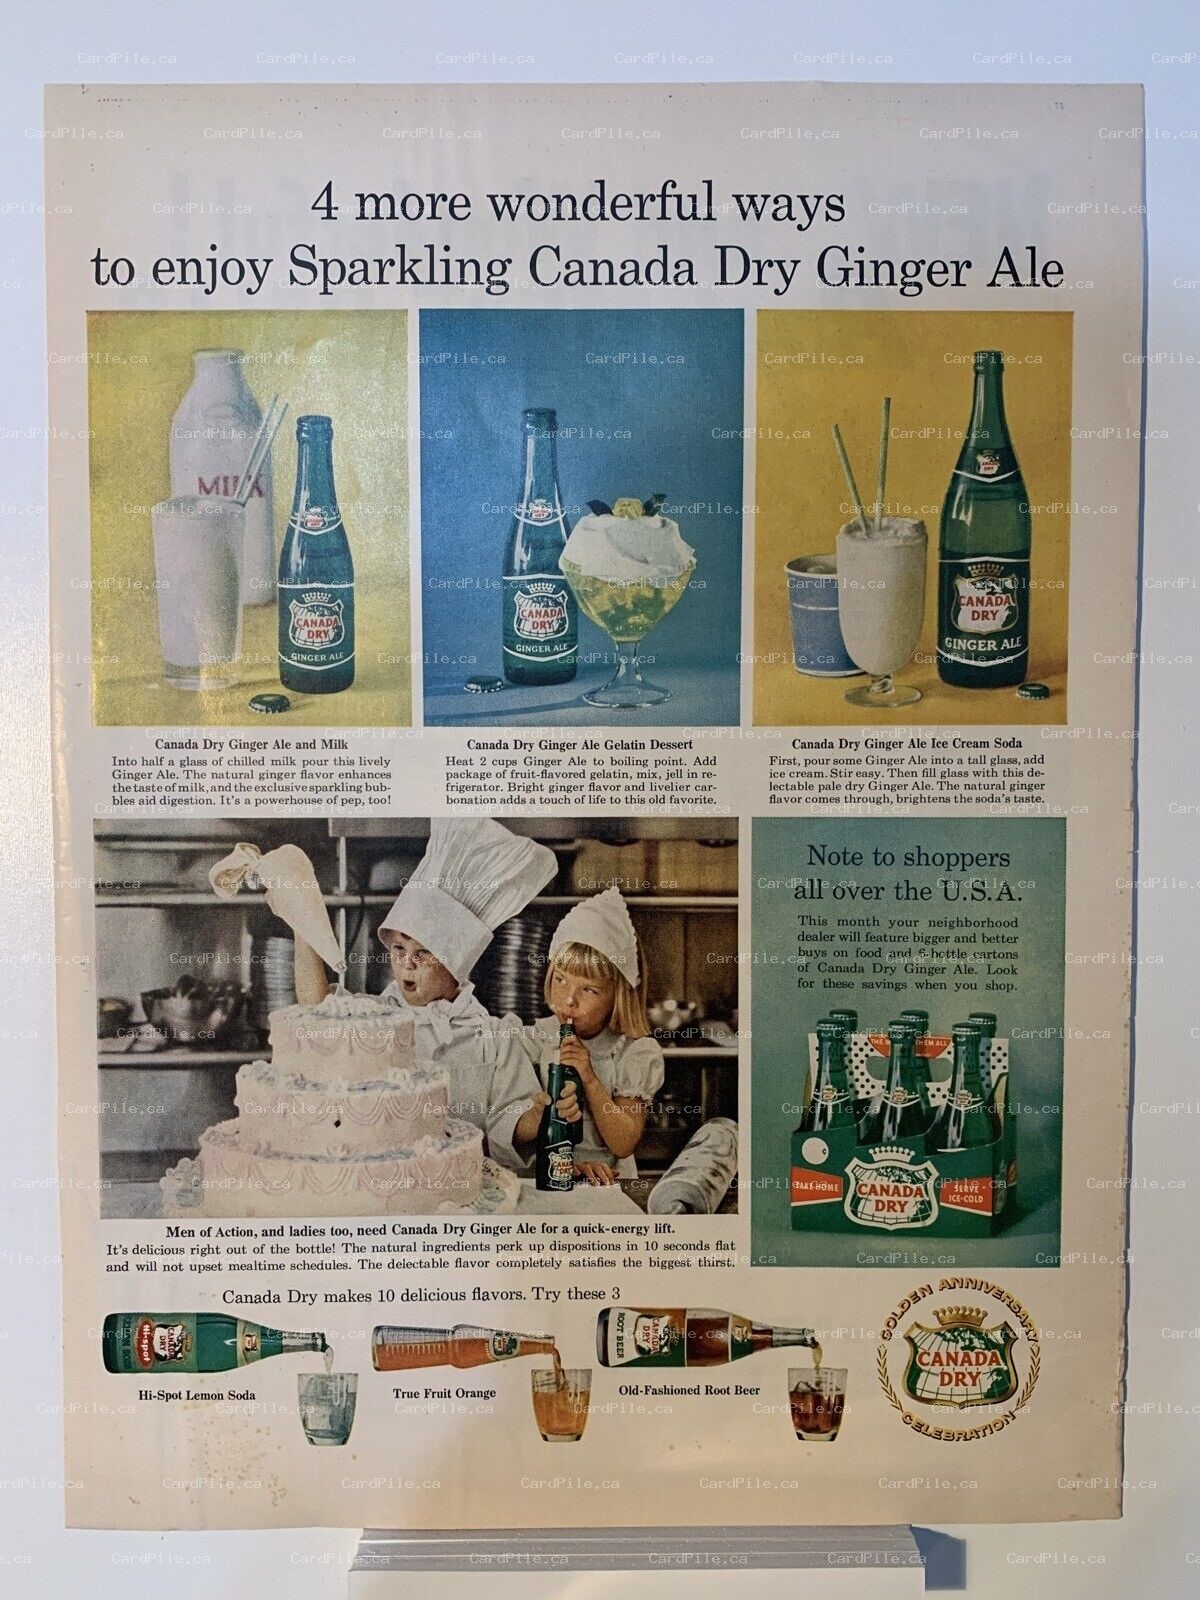 4 more wonderful ways
to enjoy Sparkling Canada Dry Ginger Ale
MILK
CANADA
DRY
GINGER ALE
CANADA
DRY
GINGER ALE
CANADA
DRY
CANADA
DRY
GINGER ALE
Canada Dry Ginger Ale and Milk
Into half a glass of chilled milk pour this lively
Ginger Ale. The natural ginger flavor enhances
the taste of milk, and the exclusive sparkling bub-
bles aid digestion. It's a powerhouse of pep, too!
Canada Dry Ginger Ale Gelatin Dessert
Heat 2 cups Ginger Ale to boiling point. Add
package of fruit-flavored gelatin, mix, jell in re-
frigerator. Bright ginger flavor and livelier car-
bonation adds a touch of life to this old favorite.
Canada Dry Ginger Ale Ice Cream Soda
First, pour some Ginger Ale into a tall glass, add
ice cream. Stir easy. Then fill glass with this de-
lectable pale dry Ginger Ale. The natural ginger
flavor comes through, brightens the soda's taste.
CANADA
DRY
Men of Action, and ladies too, need Canada Dry Ginger Ale for a quick-energy lift.
It's delicious right out of the bottle! The natural ingredients perk up dispositions in 10 seconds flat
and will not upset mealtime schedules. The delectable flavor completely satisfies the biggest thirst.
Note to shoppers
all over the U.S.A.
This month your neighborhood
dealer will feature bigger and better
buys on food and 6-bottle cartons
of Canada Dry Ginger Ale. Look
for these savings when you shop.
THE THEM ALL
TAKE HOME
CANADA
DRY
SERVE
ICE-COLD
Canada Dry makes 10 delicious flavors. Try these 3
Hi-Spot
CANADA
DRY
Hi-Spot Lemon Soda
True Fruit Orange
ROOT BEER
CANADA
DRY
Old-Fashioned Root Beer
GOLDEN ANNIVERSARY
CANADA
DRY
CELEBRATION
CardPile.ca